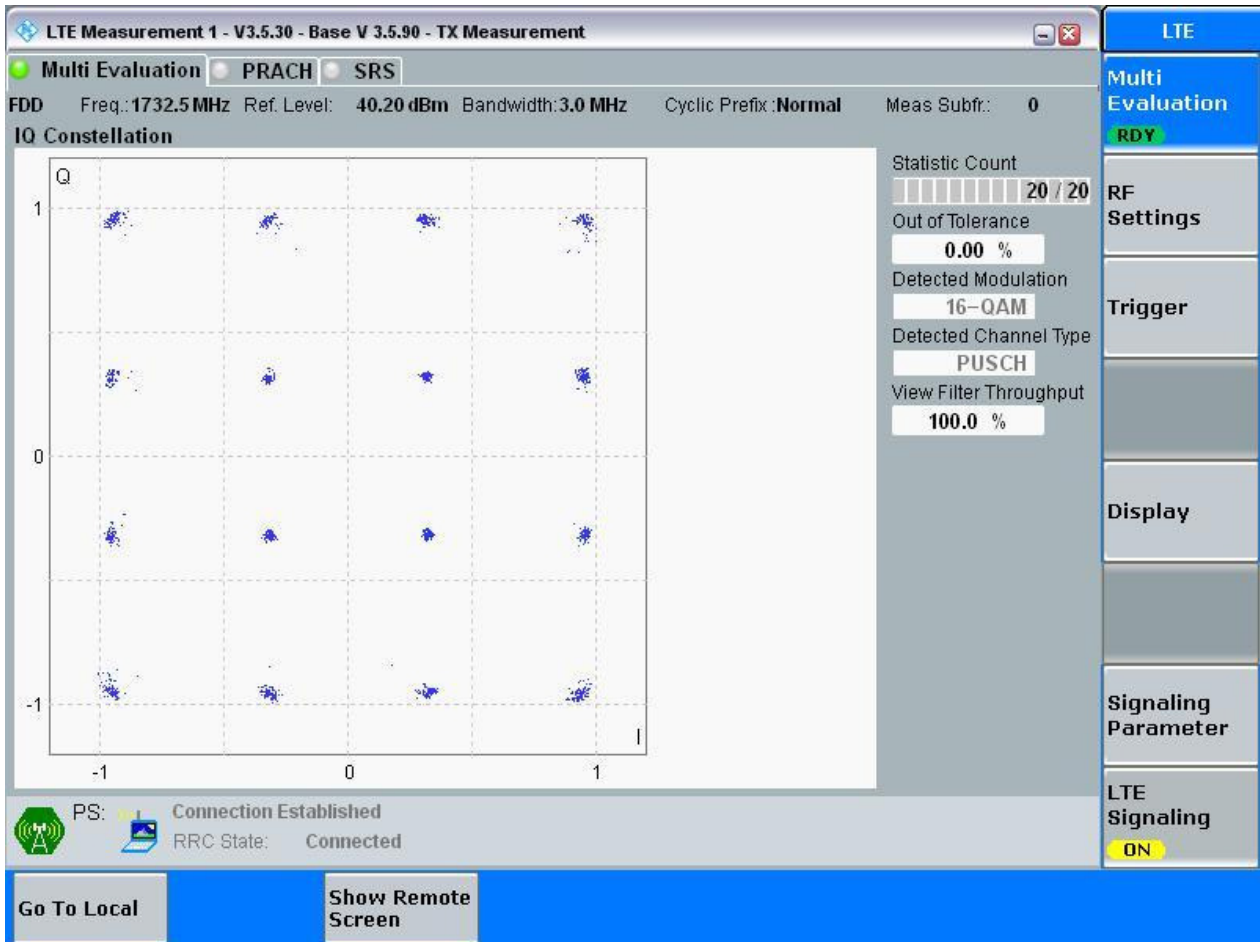 LTE Measurement 1 - V3.5.30 - Base V 3.5.90 - TX Measurement
LTE
Multi Evaluation PRACH SRS
FDD Freq.: 1732.5 MHz Ref. Level: 40.20 dBm Bandwidth: 3.0 MHz Cyclic Prefix : Normal Meas Subfr.: 0
IQ Constellation
Q
1
0
-1
I
-1 0 1
Statistic Count
20 / 20
Out of Tolerance
0.00 %
Detected Modulation
16-QAM
Detected Channel Type
PUSCH
View Filter Throughput
100.0 %
Multi
Evaluation
RDY
RF
Settings
Trigger
Display
Signaling
Parameter
LTE
Signaling
ON
PS: Connection Established
RRC State: Connected
Go To Local
Show Remote
Screen